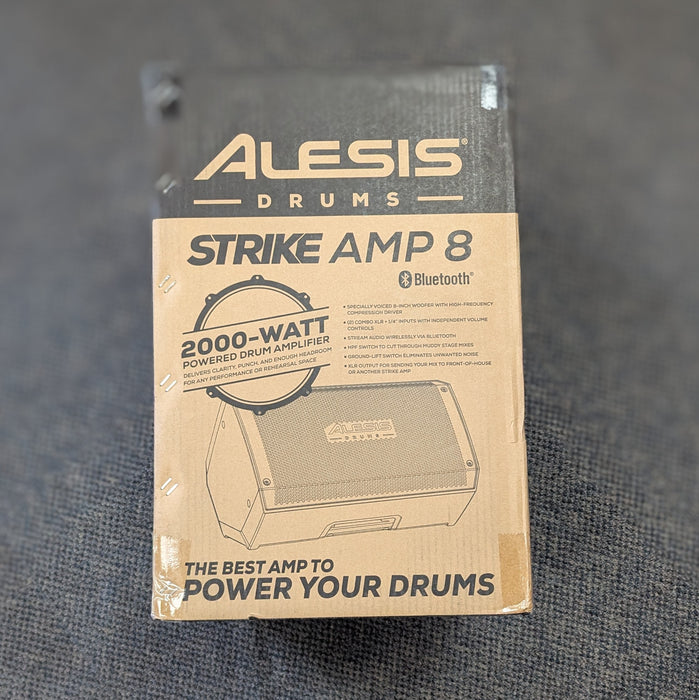 ALESIS®
DRUMS
STRIKE AMP 8
Bluetooth®
2000-WATT
POWERED DRUM AMPLIFIER
DELIVERS CLARITY, PUNCH, AND ENOUGH HEADROOM
FOR ANY PERFORMANCE OR REHEARSAL SPACE
• SPECIALLY VOICED 8-INCH WOOFER WITH HIGH-FREQUENCY
COMPRESSION DRIVER
• (2) COMBO XLR + 1/4" INPUTS WITH INDEPENDENT VOLUME
CONTROLS
• STREAM AUDIO WIRELESSLY VIA BLUETOOTH
• HPF SWITCH TO CUT THROUGH MUDDY STAGE MIXES
• GROUND-LIFT SWITCH ELIMINATES UNWANTED NOISE
• XLR OUTPUT FOR SENDING YOUR MIX TO FRONT-OF-HOUSE
OR ANOTHER STRIKE AMP
ALESIS
DRUMS
THE BEST AMP TO
POWER YOUR DRUMS